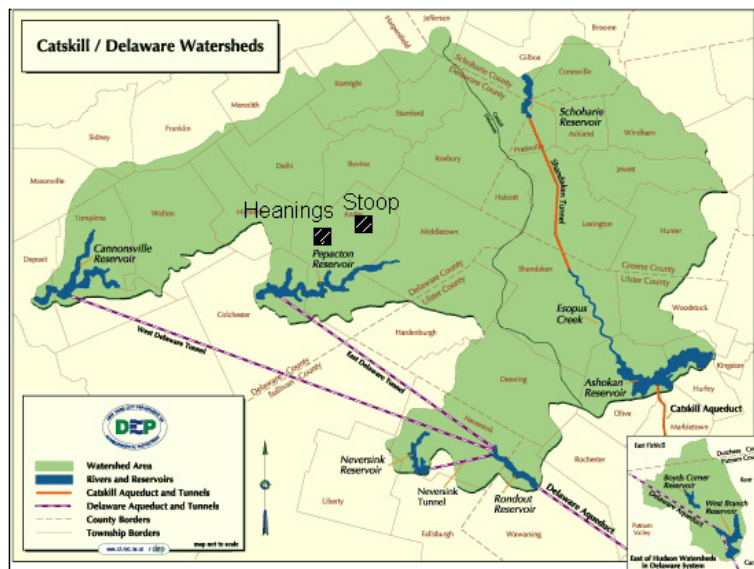 Catskill / Delaware Watersheds
Jefferson
Harpersfield
Broome
Gilboa
Conesville
Schoharie County
Delaware County
Kortright
Meredith
Franklin
Sidney
Masonville
Stamford
Schoharie
Reservoir
Ashland
Windham
Prattsville
Delhi
Bovina
Roxbury
Jewett
Shandaken Tunnel
Halcott
Lexington
Hunter
Heanings
Stoop
Tompkins
Walton
Middletown
Cannonsville
Reservoir
Deposit
Pepacton
Reservoir
Delaware County
Ulster County
Shandaken
Greene County
Ulster County
Woodstock
Esopus
Creek
Colchester
West Delaware Tunnel
East Delaware Tunnel
Hardenburgh
Delaware County
Sullivan County
Denning
Kingston
Ashokan
Reservoir
Hurley
Olive
Catskill Aqueduct
Marbletown
Neversink
Neversink
Reservoir
Rochester
Neversink
Tunnel
Rondout
Reservoir
Delaware Aqueduct
Liberty
Fallsburgh
Wawarsing
DEP
Watershed Area
Rivers and Reservoirs
Catskill Aqueduct and Tunnels
Delaware Aqueduct and Tunnels
County Borders
Township Borders
map not to scale
East Fishkill
Boyds Corner
Reservoir
West Branch
Reservoir
Delaware Aqueduct
Putnam
Valley
Kent
East of Hudson Watersheds
in Delaware System